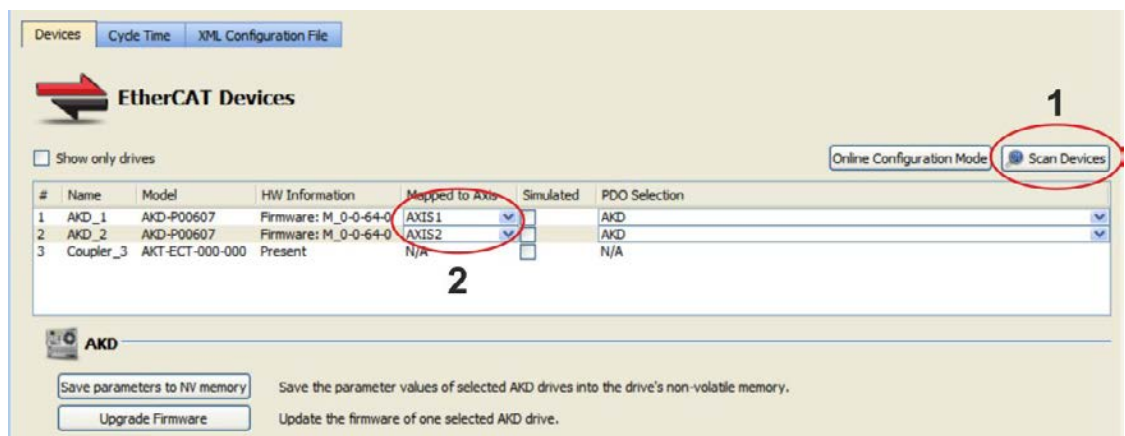 Devices Cycle Time XML Configuration File
EtherCAT Devices
1
Show only drives Online Configuration Mode Scan Devices
# Name Model HW Information Mapped to Axis Simulated PDO Selection
1 AKD_1 AKD-P00607 Firmware: M_0-0-64-0 AXIS1 AKD
2 AKD_2 AKD-P00607 Firmware: M_0-0-64-0 AXIS2 AKD
3 Coupler_3 AKT-ECT-000-000 Present N/A N/A
2
AKD
Save parameters to NV memory Save the parameter values of selected AKD drives into the drive's non-volatile memory.
Upgrade Firmware Update the firmware of one selected AKD drive.